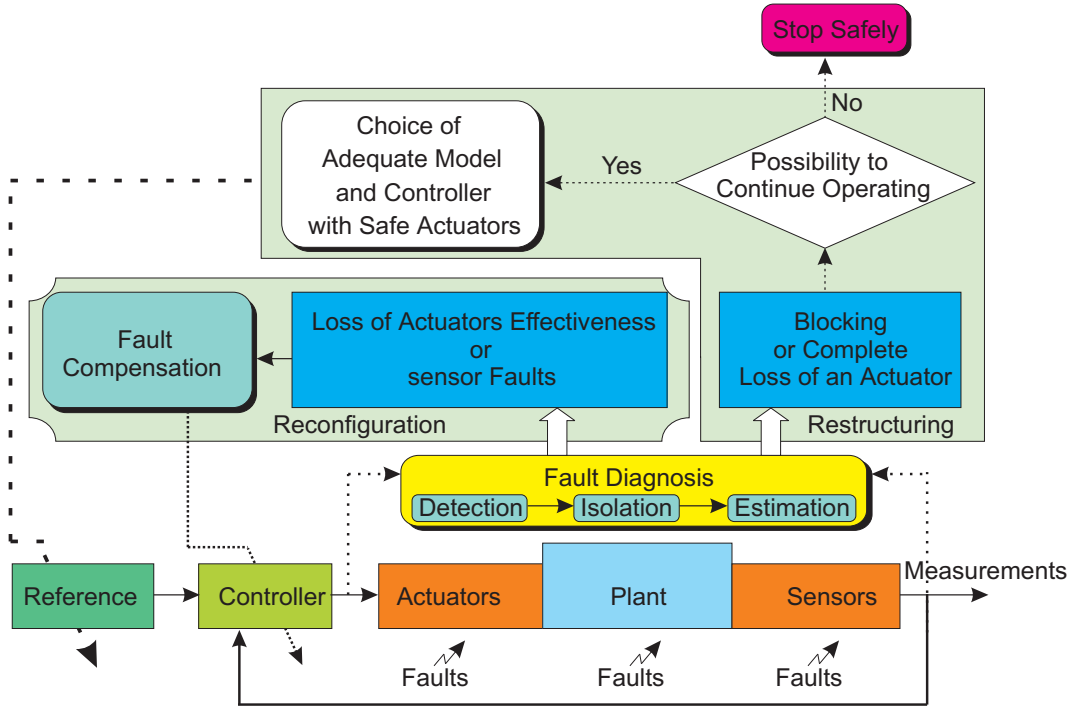 Stop Safely
No
Choice of
Adequate Model
and Controller
with Safe Actuators
Yes
Possibility to
Continue Operating
Fault
Compensation
Loss of Actuators Effectiveness
or
sensor Faults
Blocking
or Complete
Loss of an Actuator
Reconfiguration
Restructuring
Fault Diagnosis
Detection
Isolation
Estimation
Reference
Controller
Actuators
Plant
Sensors
Measurements
Faults
Faults
Faults